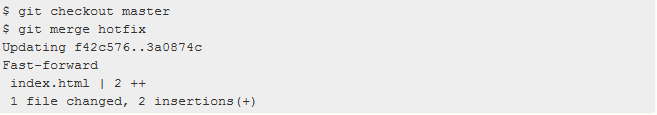 $ git checkout master
$ git merge hotfix
Updating f42c576..3a0874c
Fast-forward
 index.html | 2 ++
 1 file changed, 2 insertions(+)